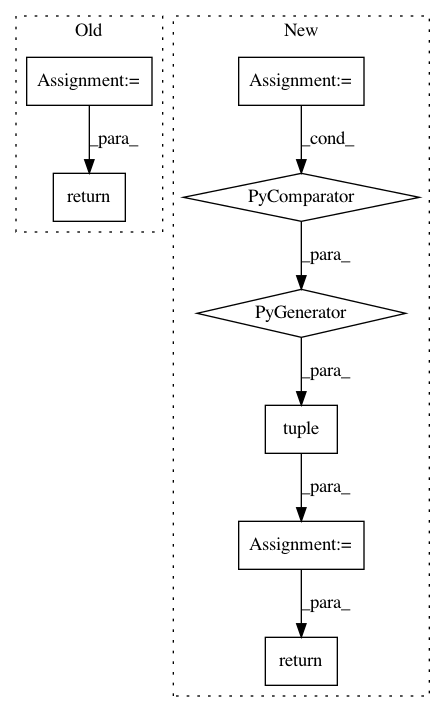 Old
New
Assignment:=
Assignment:=
_para_
_cond_
return
PyComparator
_para_
PyGenerator
_para_
tuple
_para_
Assignment:=
_para_
return